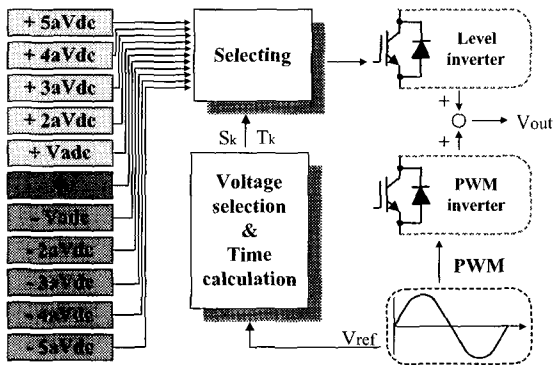 + 5aVdc
+ 4aVdc
+ 3aVdc
+ 2aVdc
+ Vadc
- Vadc
- 2aVdc
- 3aVdc
- 4aVdc
- 5aVdc
Selecting
Sk Tk
Voltage
selection
&
Time
calculation
Level
inverter
+
+
Vout
PWM
inverter
PWM
Vref